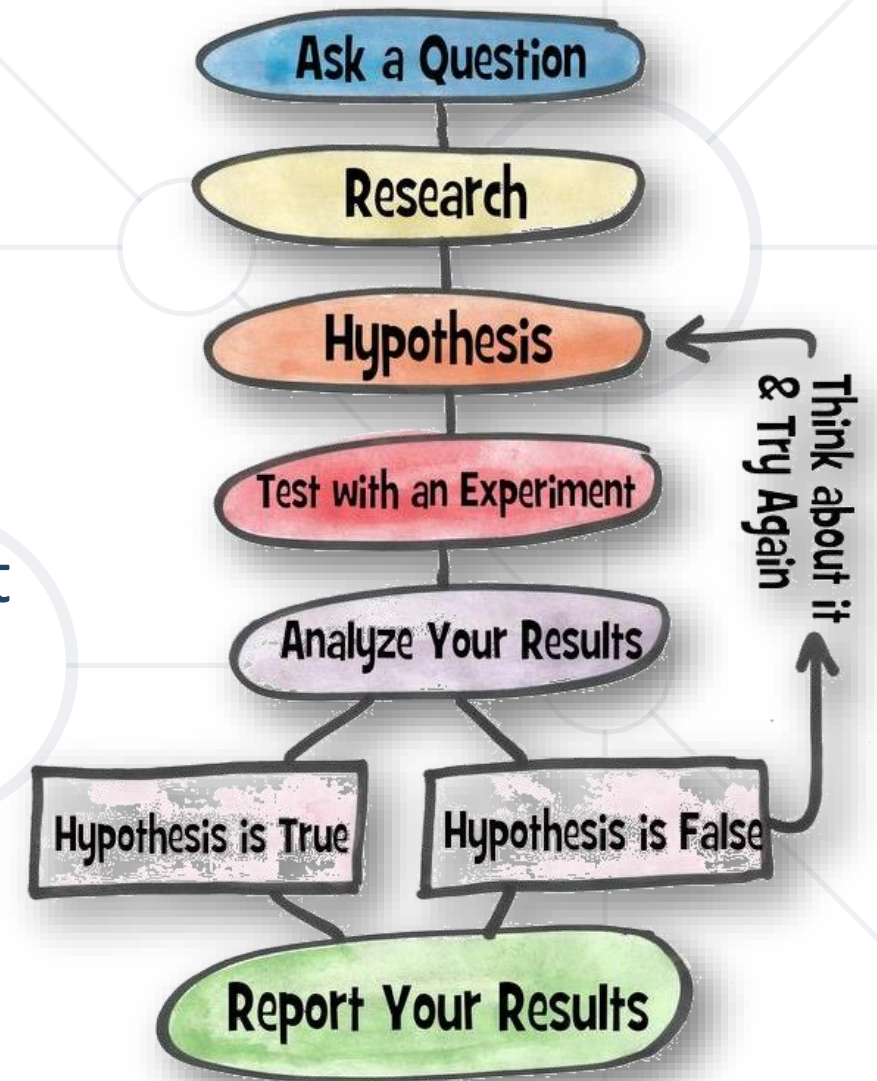 Ask a Question
Research
Hypothesis
Think about it
& Try Again
Test with an Experiment
t
Analyze Your Results
Hypothesis is True
Hypothesis is False
Report Your Results